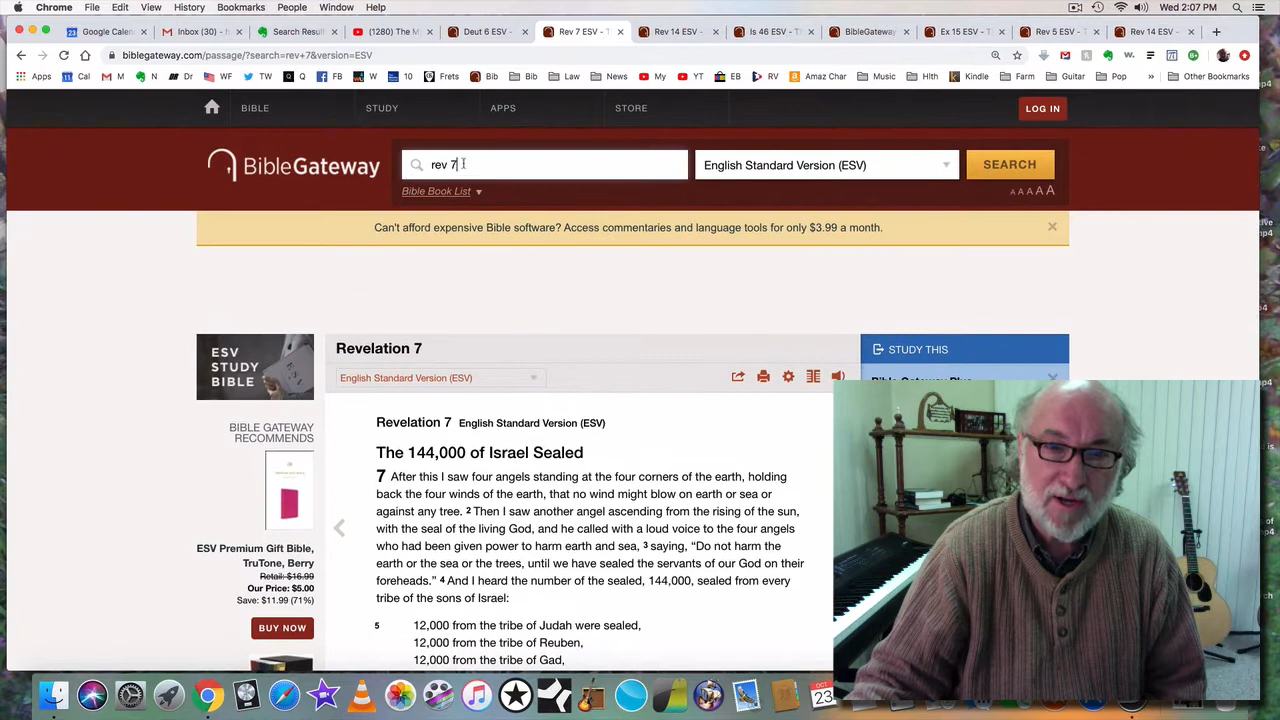 Chrome File Edit View History Bookmarks People Window Help Wed 2:07 PM
Google Calen Inbox (30) - h Search Result (1280) The M Deut 6 ESV - Rev 7 ESV - T Rev 14 ESV - Is 46 ESV - Th BibleGateway Ex 15 ESV - T Rev 5 ESV - Th Rev 14 ESV -
biblegateway.com/passage/?search=rev+7&version=ESV
Apps Cal M N Dr WF TW Q FB W 10 Frets Bib Bib Law News My YT EB RV Amaz Char Music Hlth Kindle Farm Guitar Pop Other Bookmarks
BIBLE STUDY APPS STORE LOG IN
BibleGateway rev 7 English Standard Version (ESV) SEARCH
Bible Book List A A A A A
Can't afford expensive Bible software? Access commentaries and language tools for only $3.99 a month.
ESV
STUDY
BIBLE
BIBLE GATEWAY
RECOMMENDS
ESV Premium Gift Bible,
TruTone, Berry
Retail: $16.99
Our Price: $5.00
Save: $11.99 (71%)
BUY NOW
Revelation 7
English Standard Version (ESV)
Revelation 7 English Standard Version (ESV)
The 144,000 of Israel Sealed
7 After this I saw four angels standing at the four corners of the earth, holding
back the four winds of the earth, that no wind might blow on earth or sea or
against any tree. 2 Then I saw another angel ascending from the rising of the sun,
with the seal of the living God, and he called with a loud voice to the four angels
who had been given power to harm earth and sea, 3 saying, “Do not harm the
earth or the sea or the trees, until we have sealed the servants of our God on their
foreheads.” 4 And I heard the number of the sealed, 144,000, sealed from every
tribe of the sons of Israel:
5 12,000 from the tribe of Judah were sealed,
12,000 from the tribe of Reuben,
12,000 from the tribe of Gad,
STUDY THIS
Bible Gateway Plus
OCT
23